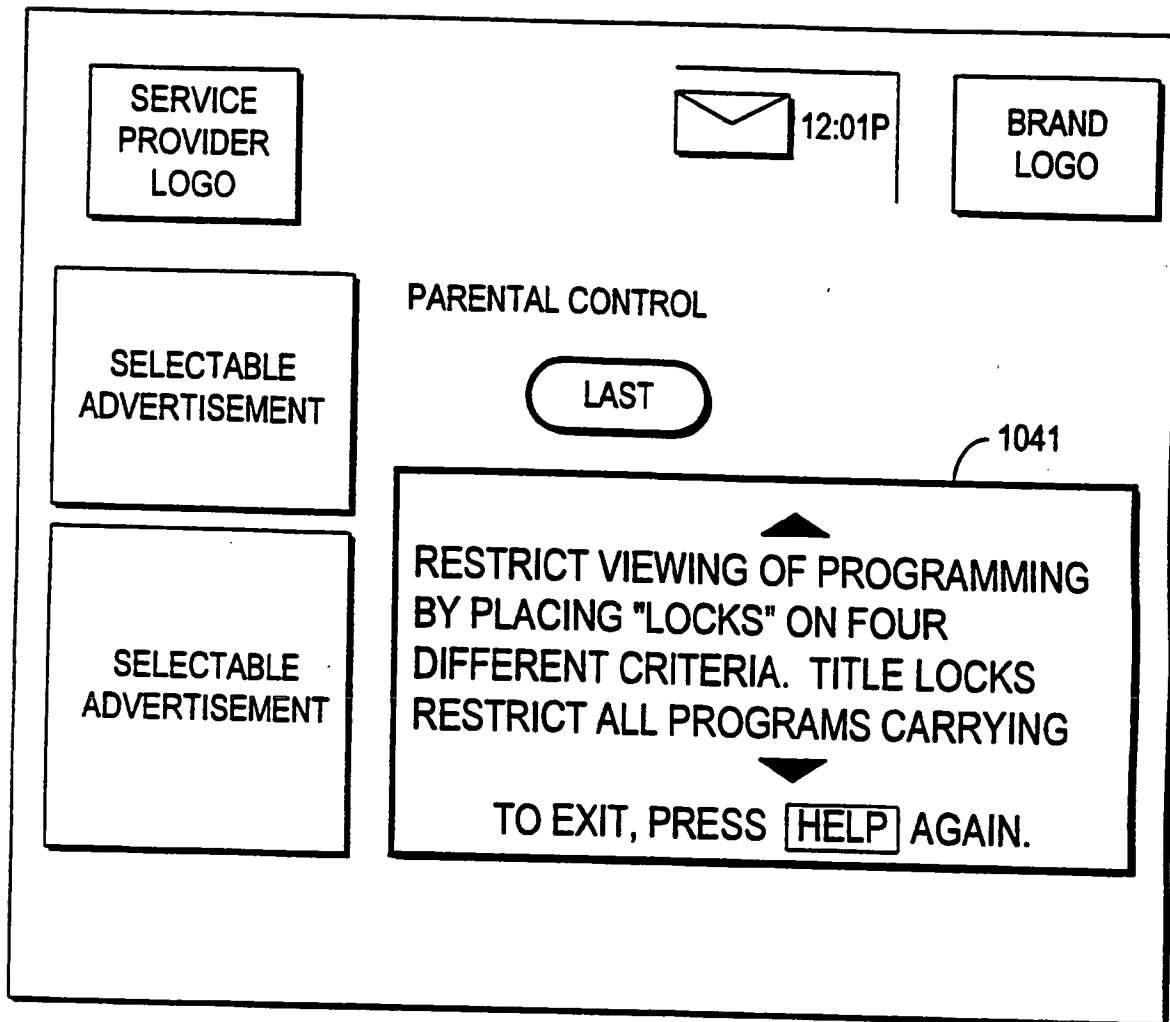 SERVICE
PROVIDER
LOGO
12:01P
BRAND
LOGO
SELECTABLE
ADVERTISEMENT
PARENTAL CONTROL
LAST
1041
RESTRICT VIEWING OF PROGRAMMING
BY PLACING "LOCKS" ON FOUR
DIFFERENT CRITERIA. TITLE LOCKS
RESTRICT ALL PROGRAMS CARRYING
TO EXIT, PRESS HELP AGAIN.
SELECTABLE
ADVERTISEMENT